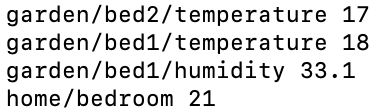 garden/bed2/temperature 17
garden/bed1/temperature 18
garden/bed1/humidity 33.1
home/bedroom 21